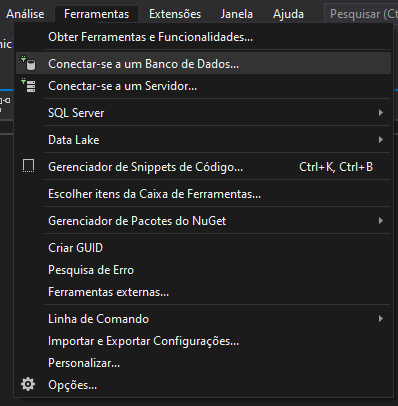 Análise Ferramentas Extensões Janela Ajuda Pesquisar (Ct
Obter Ferramentas e Funcionalidades...
Conectar-se a um Banco de Dados...
Conectar-se a um Servidor...
SQL Server
Data Lake
Gerenciador de Snippets de Código... Ctrl+K, Ctrl+B
Escolher itens da Caixa de Ferramentas...
Gerenciador de Pacotes do NuGet
Criar GUID
Pesquisa de Erro
Ferramentas externas...
Linha de Comando
Importar e Exportar Configurações...
Personalizar...
Opções...